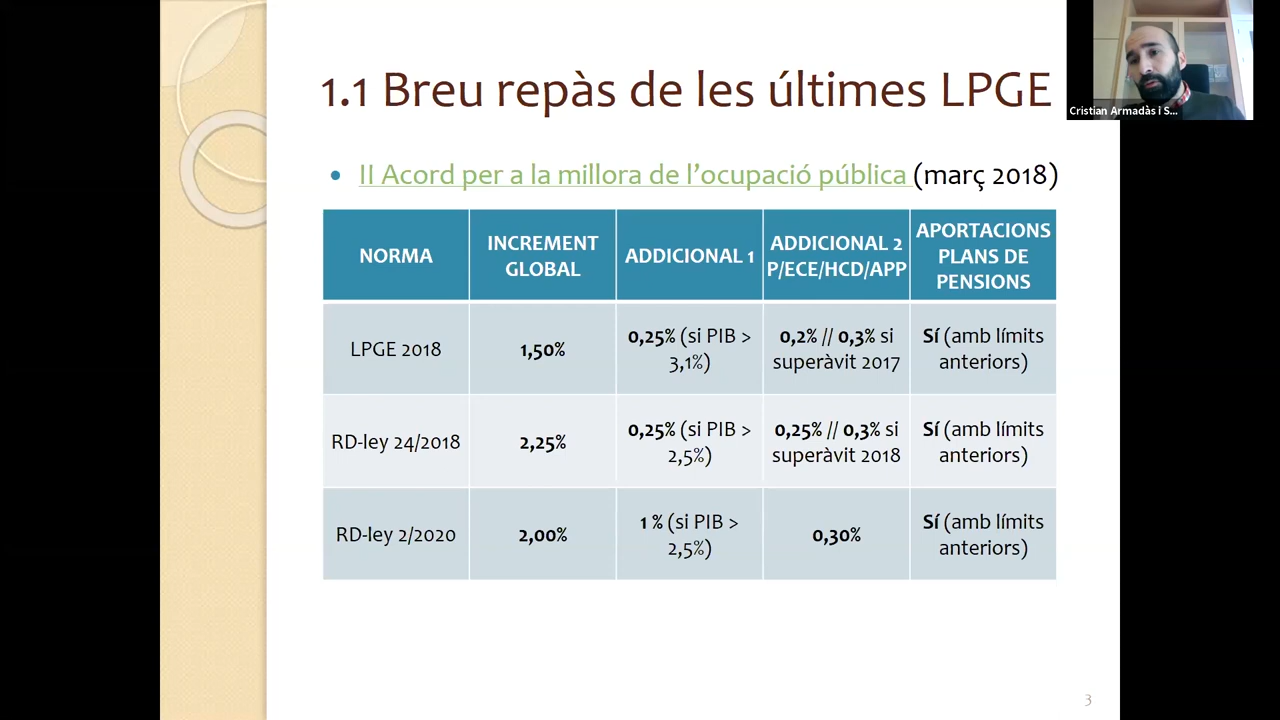 1.1 Breu repàs de les últimes LPGE
Cristian Armadàs i S...
• II Acord per a la millora de l'ocupació pública (març 2018)
NORMA
INCREMENT
GLOBAL
ADDICIONAL 1
ADDICIONAL 2
P/ECE/HCD/APP
APORTACIONS
PLANS DE
PENSIONS
LPGE 2018
1,50%
0,25% (si PIB >
3,1%)
0,2% // 0,3% si
superàvit 2017
Sí (amb límits
anteriors)
RD-ley 24/2018
2,25%
0,25% (si PIB >
2,5%)
0,25% // 0,3% si
superàvit 2018
Sí (amb límits
anteriors)
RD-ley 2/2020
2,00%
1 % (si PIB >
2,5%)
0,30%
Sí (amb límits
anteriors)
3